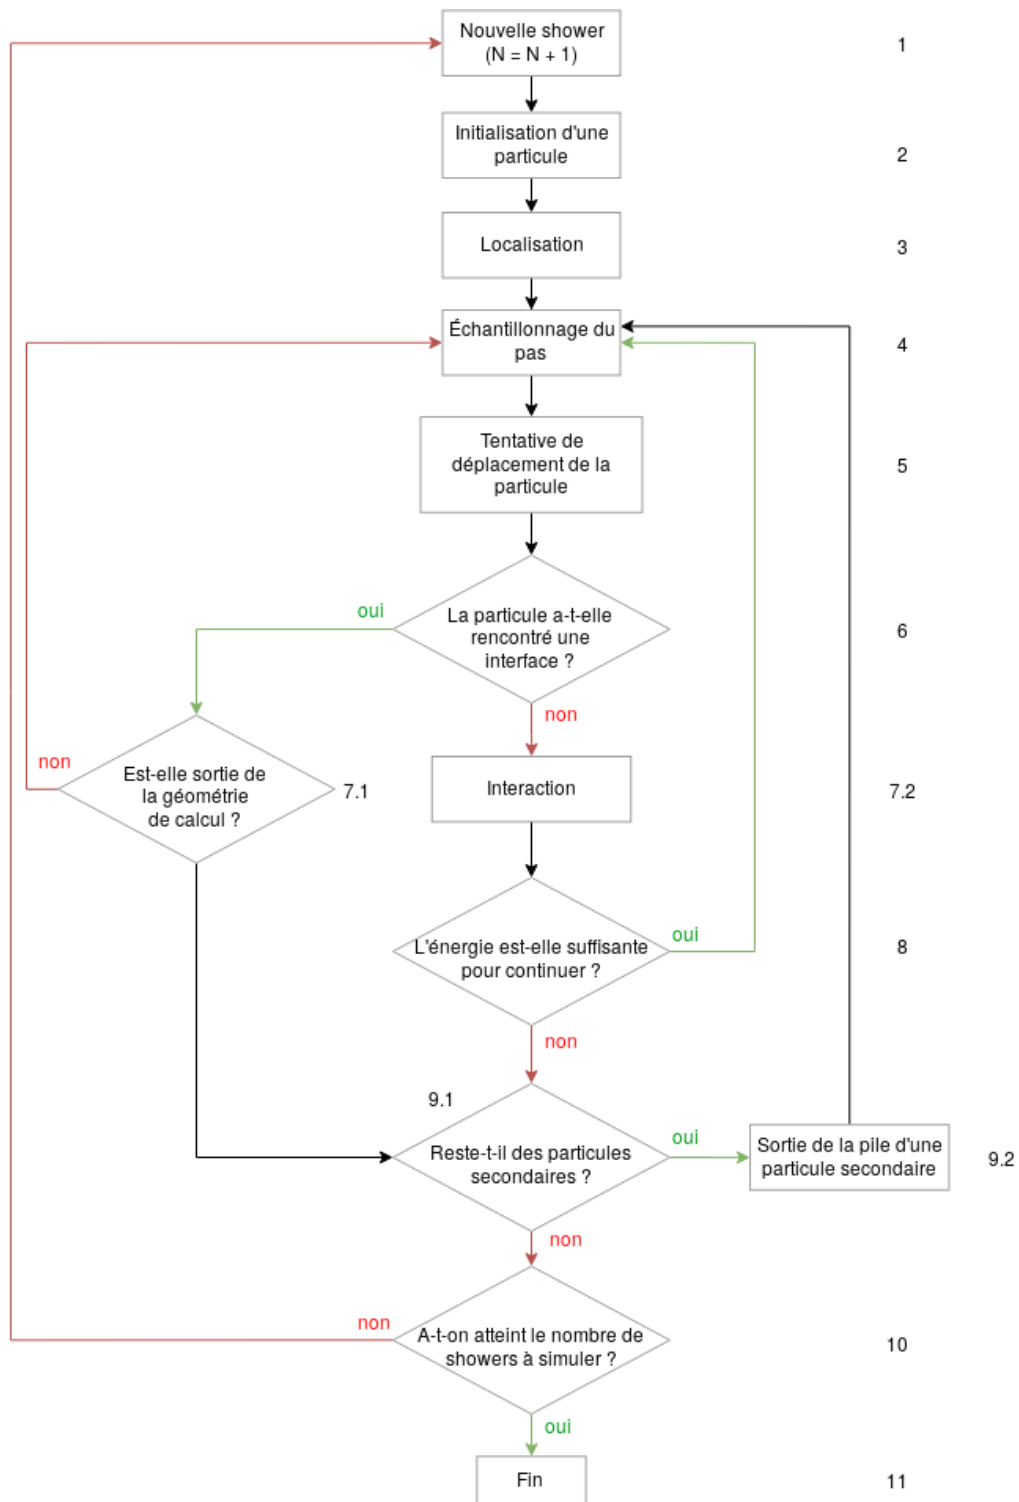 Nouvelle shower
(N = N + 1)
1
Initialisation d'une
particule
2
Localisation
3
Échantillonnage du
pas
4
Tentative de
déplacement de la
particule
5
oui
La particule a-t-elle
rencontré une
interface ?
6
non
non
Est-elle sortie de
la géométrie
de calcul ?
7.1
Interaction
7.2
L'énergie est-elle suffisante
pour continuer ?
oui
8
non
9.1
Reste-t-il des particules
secondaires ?
oui
Sortie de la pile d'une
particule secondaire
9.2
non
non
A-t-on atteint le nombre de
showers à simuler ?
10
oui
Fin
11